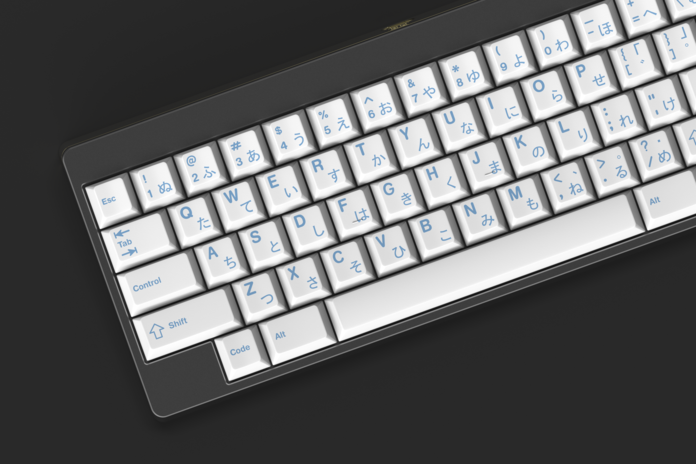 Esc ! 1 ぬ @ 2 ふ # 3 あ $ 4 う % 5 え ^ 6 お & 7 や * 8 ゆ ( 9 よ ) 0 わ _ - ほ + = へ
Tab Q た W て E い R す T か Y ん U な I に O ら P せ { [ ゛ 「 } ] 」
Control A ち S と D し F は G き H く J ま K の L り : ; れ " ' け
Shift Z つ X さ C そ V ひ B こ N み M も < , ね 、 > . る 。 ? / め ・
Code Alt Alt